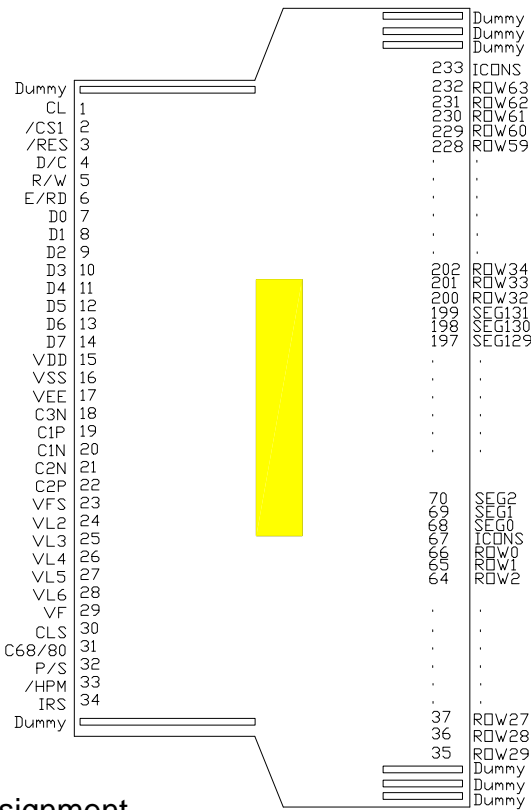 Dummy
Dummy
Dummy
233 ICONS
232 ROW63
231 ROW62
230 ROW61
229 ROW60
228 ROW59
202 ROW34
201 ROW33
200 ROW32
199 SEG131
198 SEG130
197 SEG129
70 SEG2
69 SEG1
68 SEG0
67 ICONS
66 ROW0
65 ROW1
64 ROW2
37 ROW27
36 ROW28
35 ROW29
Dummy
Dummy
Dummy
Dummy
CL 1
/CS1 2
/RES 3
D/C 4
R/W 5
E/RD 6
D0 7
D1 8
D2 9
D3 10
D4 11
D5 12
D6 13
D7 14
VDD 15
VSS 16
VEE 17
C3N 18
C1P 19
C1N 20
C2N 21
C2P 22
VFS 23
VL2 24
VL3 25
VL4 26
VL5 27
VL6 28
VF 29
CLS 30
C68/80 31
P/S 32
/HPM 33
IRS 34
Dummy